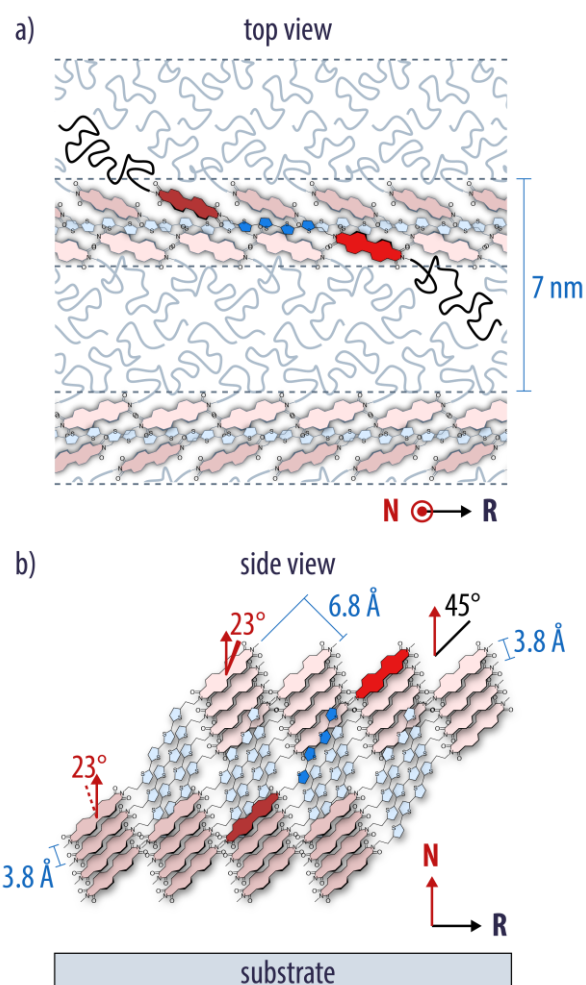 a)
top view
7 nm
N R
b)
side view
23°
6.8 Å
45°
3.8 Å
23°
3.8 Å
N
R
substrate